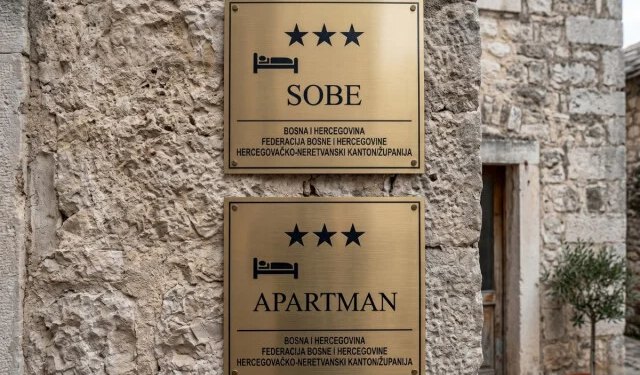 SOBE
BOSNA I HERCEGOVINA
FEDERACIJA BOSNE I HERCEGOVINE
HERCEGOVAČKO-NERETVANSKI KANTON/ŽUPANIJA
APARTMAN
BOSNA I HERCEGOVINA
FEDERACIJA BOSNE I HERCEGOVINE
HERCEGOVAČKO-NERETVANSKI KANTON/ŽUPANIJA